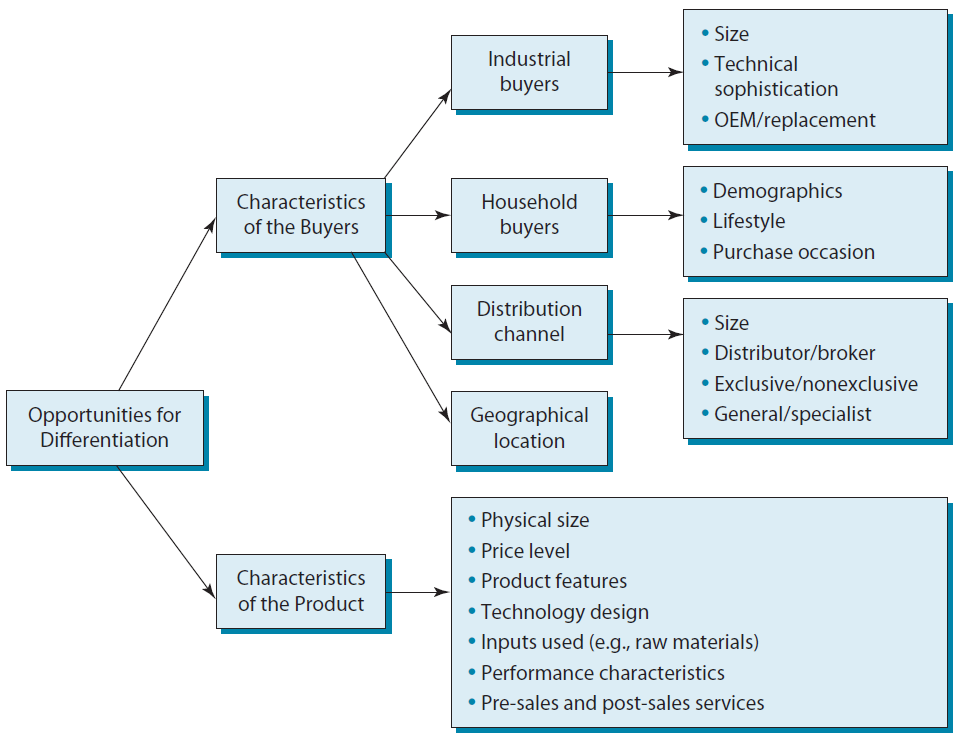 Opportunities for
Differentiation
Characteristics
of the Buyers
Industrial
buyers
• Size
• Technical
sophistication
• OEM/replacement
Household
buyers
• Demographics
• Lifestyle
• Purchase occasion
Distribution
channel
• Size
• Distributor/broker
• Exclusive/nonexclusive
• General/specialist
Geographical
location
Characteristics
of the Product
• Physical size
• Price level
• Product features
• Technology design
• Inputs used (e.g., raw materials)
• Performance characteristics
• Pre-sales and post-sales services